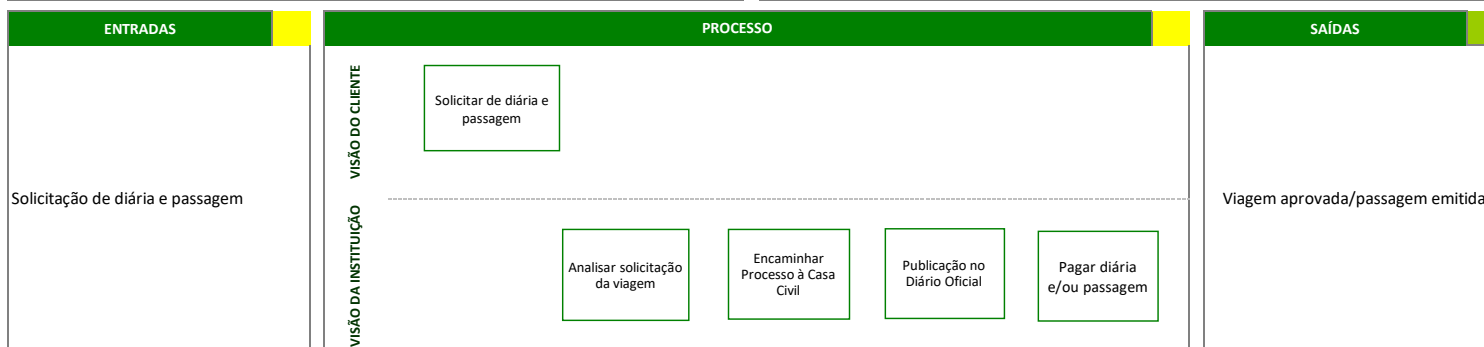 ENTRADAS
PROCESSO
SAÍDAS
VISÃO DO CLIENTE
Solicitar de diária e
passagem
Solicitação de diária e passagem
Viagem aprovada/passagem emitida
VISÃO DA INSTITUIÇÃO
Analisar solicitação
da viagem
Encaminhar
Processo à Casa
Civil
Publicação no
Diário Oficial
Pagar diária
e/ou passagem